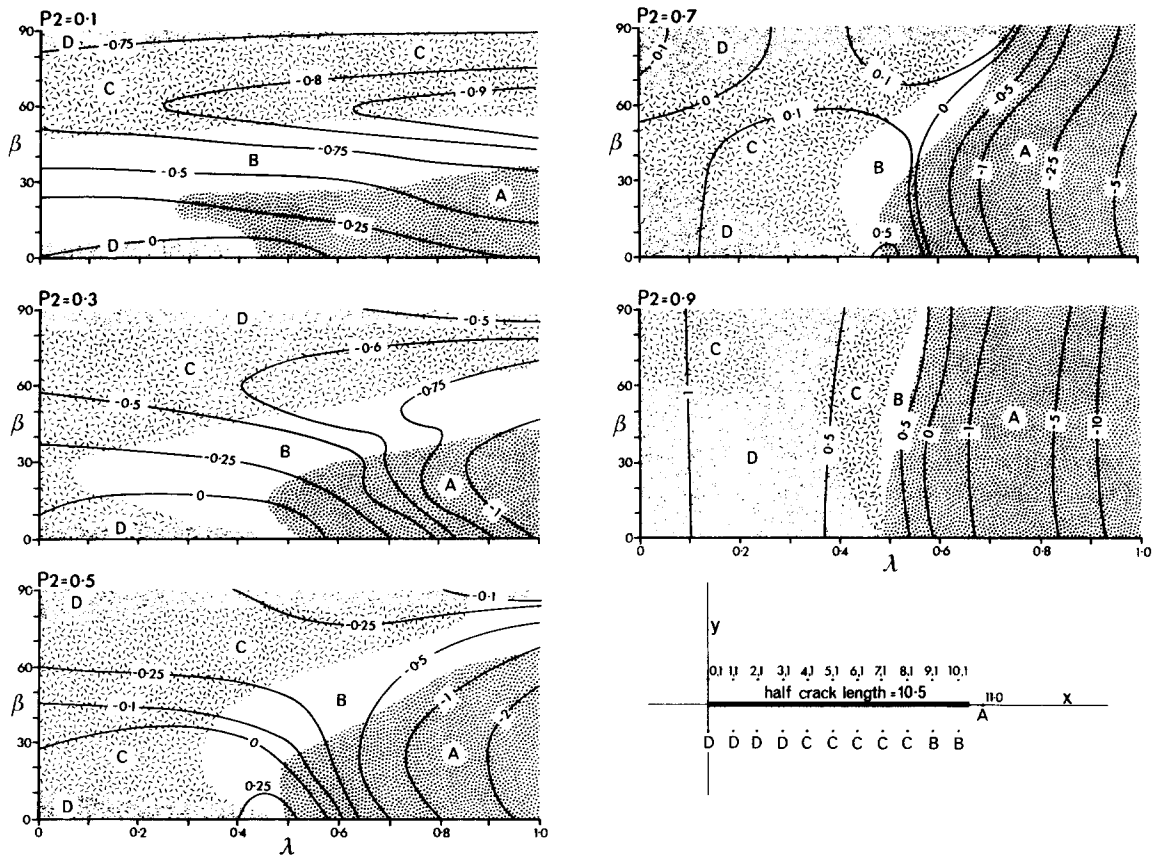 P2=0·1
90
60
β
30
0
D
-0·75
C
C
-0·8
-0·9
-0·75
B
-0·5
A
-0·25
D
0
P2=0·3
90
60
β
30
0
D
-0·5
-0·6
C
-0·75
-0·5
B
-0·25
A
0
-1
D
P2=0·5
90
60
β
30
0
D
-0·1
-0·25
C
-0·5
-0·25
B
-0·1
-1
-2
0
A
C
0·25
D
0
0·2
0·4
0·6
0·8
1·0
λ
P2=0·7
90
60
β
30
0
-0·1
D
0·1
0
0
-0·5
0·1
C
A
B
-1
-2·5
-5
D
0·5
P2=0·9
90
60
β
30
0
C
1
C
B
A
D
0·5
0·5
0
-1
-5
-10
0
0·2
0·4
0·6
0·8
1·0
λ
y
0,1 1,1 2,1 3,1 4,1 5,1 6,1 7,1 8,1 9,1 10,1
half crack length =10·5
11·0
x
A
D D D D C C C C C B B